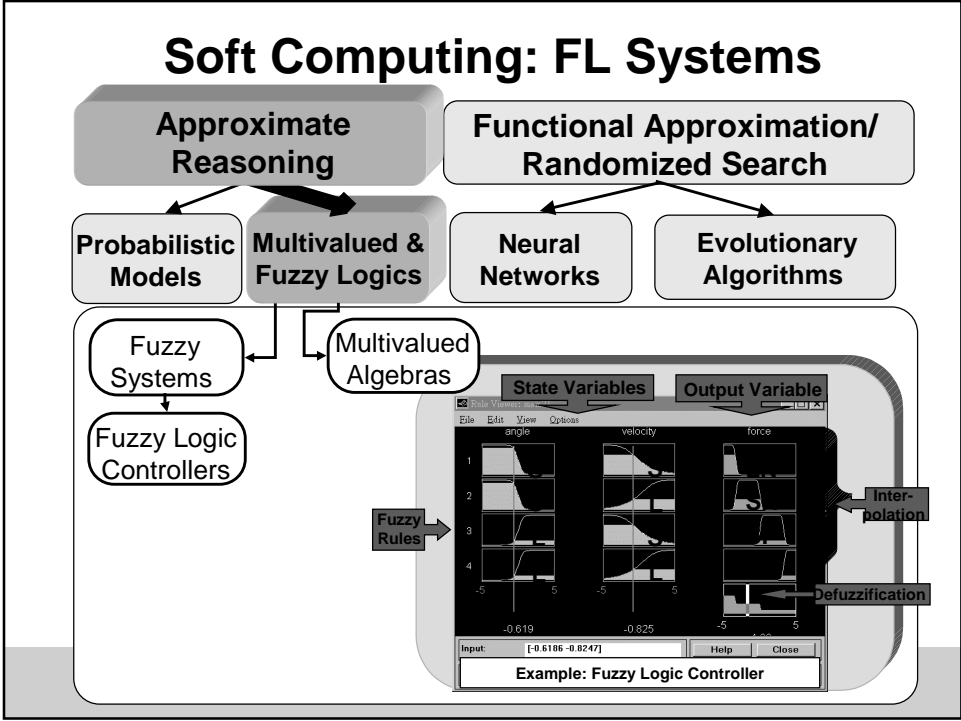 Soft Computing: FL Systems
Approximate
Reasoning
Functional Approximation/
Randomized Search
Probabilistic
Models
Multivalued &
Fuzzy Logics
Neural
Networks
Evolutionary
Algorithms
Fuzzy
Systems
Multivalued
Algebras
Fuzzy Logic
Controllers
State Variables
Output Variable
Rule Viewer:
File Edit View Options
angle velocity force
1
2
3
4
Fuzzy
Rules
Inter-
polation
Defuzzification
-5 5 -5 5
-5 5
-0.619 -0.825
Input: [-0.6186 -0.8247] Help Close
Example: Fuzzy Logic Controller